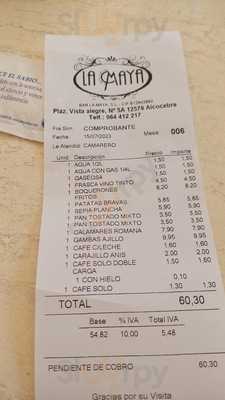 LA MAYA
BAR LA MAYA, S.L.
Plaz. Vista alegre, Nº 5A 12579 Alcocebre
Telf.: 964 412 217
Fra Sim: COMPROBANTE
Fecha: 15/07/2023 Mesa: 006
Le Atendió: CAMARERO
Unid. Descripción Precio Importe
1 AGUA 1/2L 1,50 1,50
1 AGUA CON GAS 1/4L 1,50 1,50
1 GASEOSA 1,50 1,50
1 FRASCA VINO TINTO 4,50 4,50
1 BOQUERONES FRITOS 8,20 8,20
1 PATATAS BRAVAS 5,85 5,85
1 SEPIA PLANCHA 5,90 5,90
1 PAN TOSTADO MIXTO 3,50 3,50
1 PAN TOSTADO MIXTO 3,50 3,50
1 CALAMARES ROMANA 7,90 7,90
1 GAMBAS AJILLO 9,95 9,95
1 CAFE C/LECHE 1,60 1,60
1 CARAJILLO ANIS 2,00 2,00
1 CAFE SOLO DOBLE CARGA 1,50 1,50
1 CON HIELO 0,10
1 CAFE SOLO 1,30 1,30
TOTAL 60,30
Base % IVA Total IVA
54,82 10,00 5,48
PENDIENTE DE COBRO 60,30
Gracias por su Visita